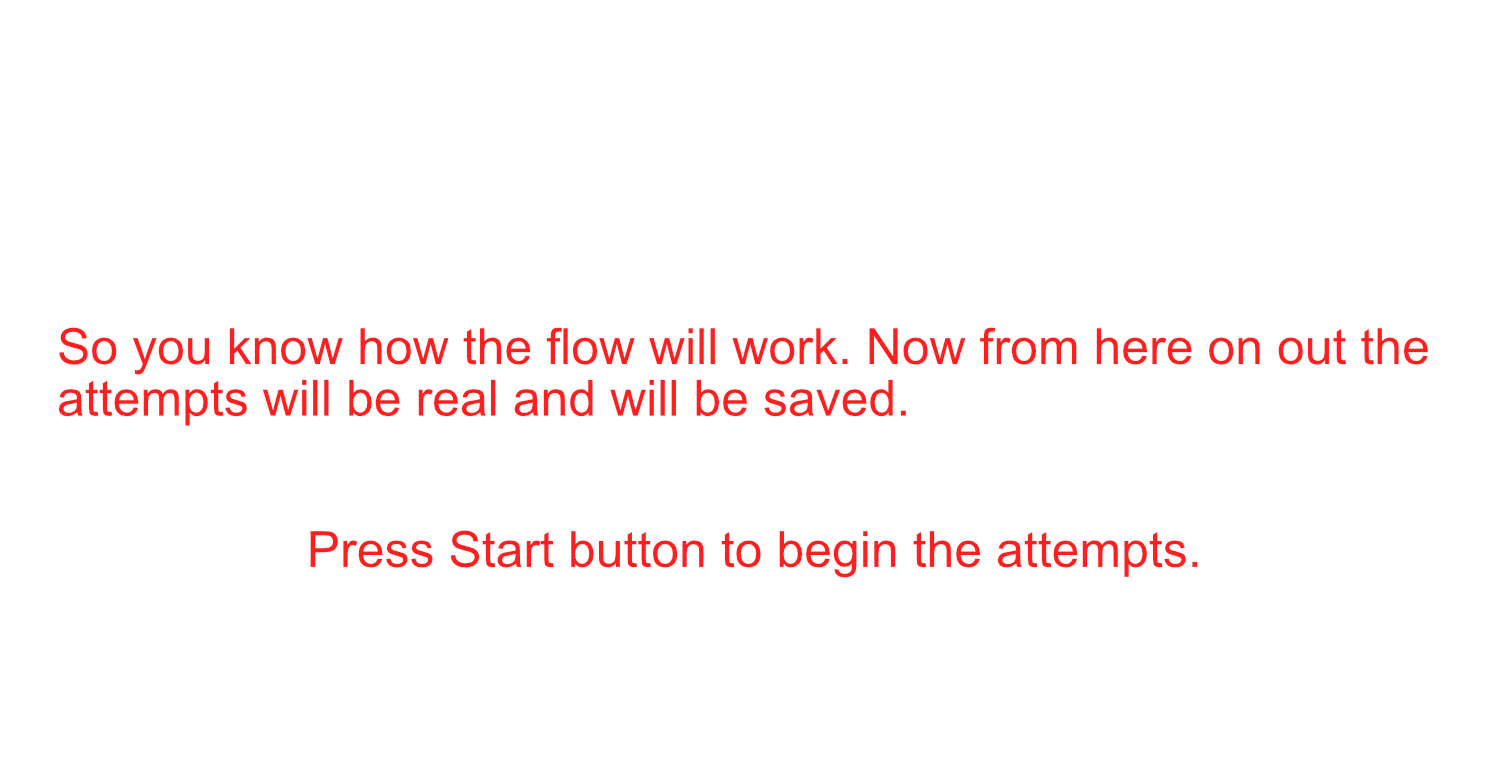 So you know how the flow will work. Now from here on out the
attempts will be real and will be saved.
Press Start button to begin the attempts.